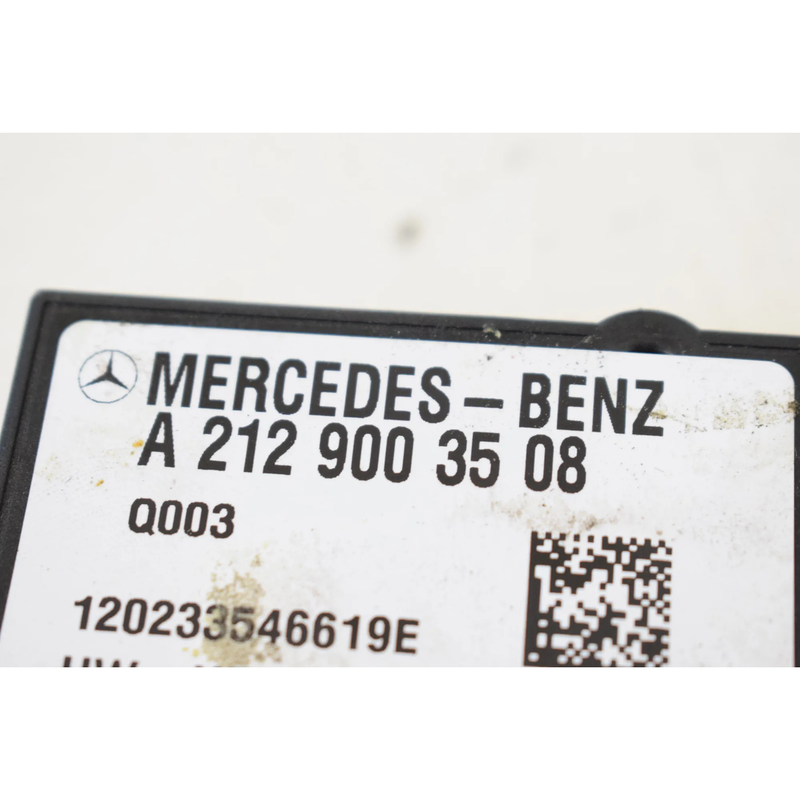 MERCEDES-BENZ
A 212 900 35 08
Q003
120233546619E